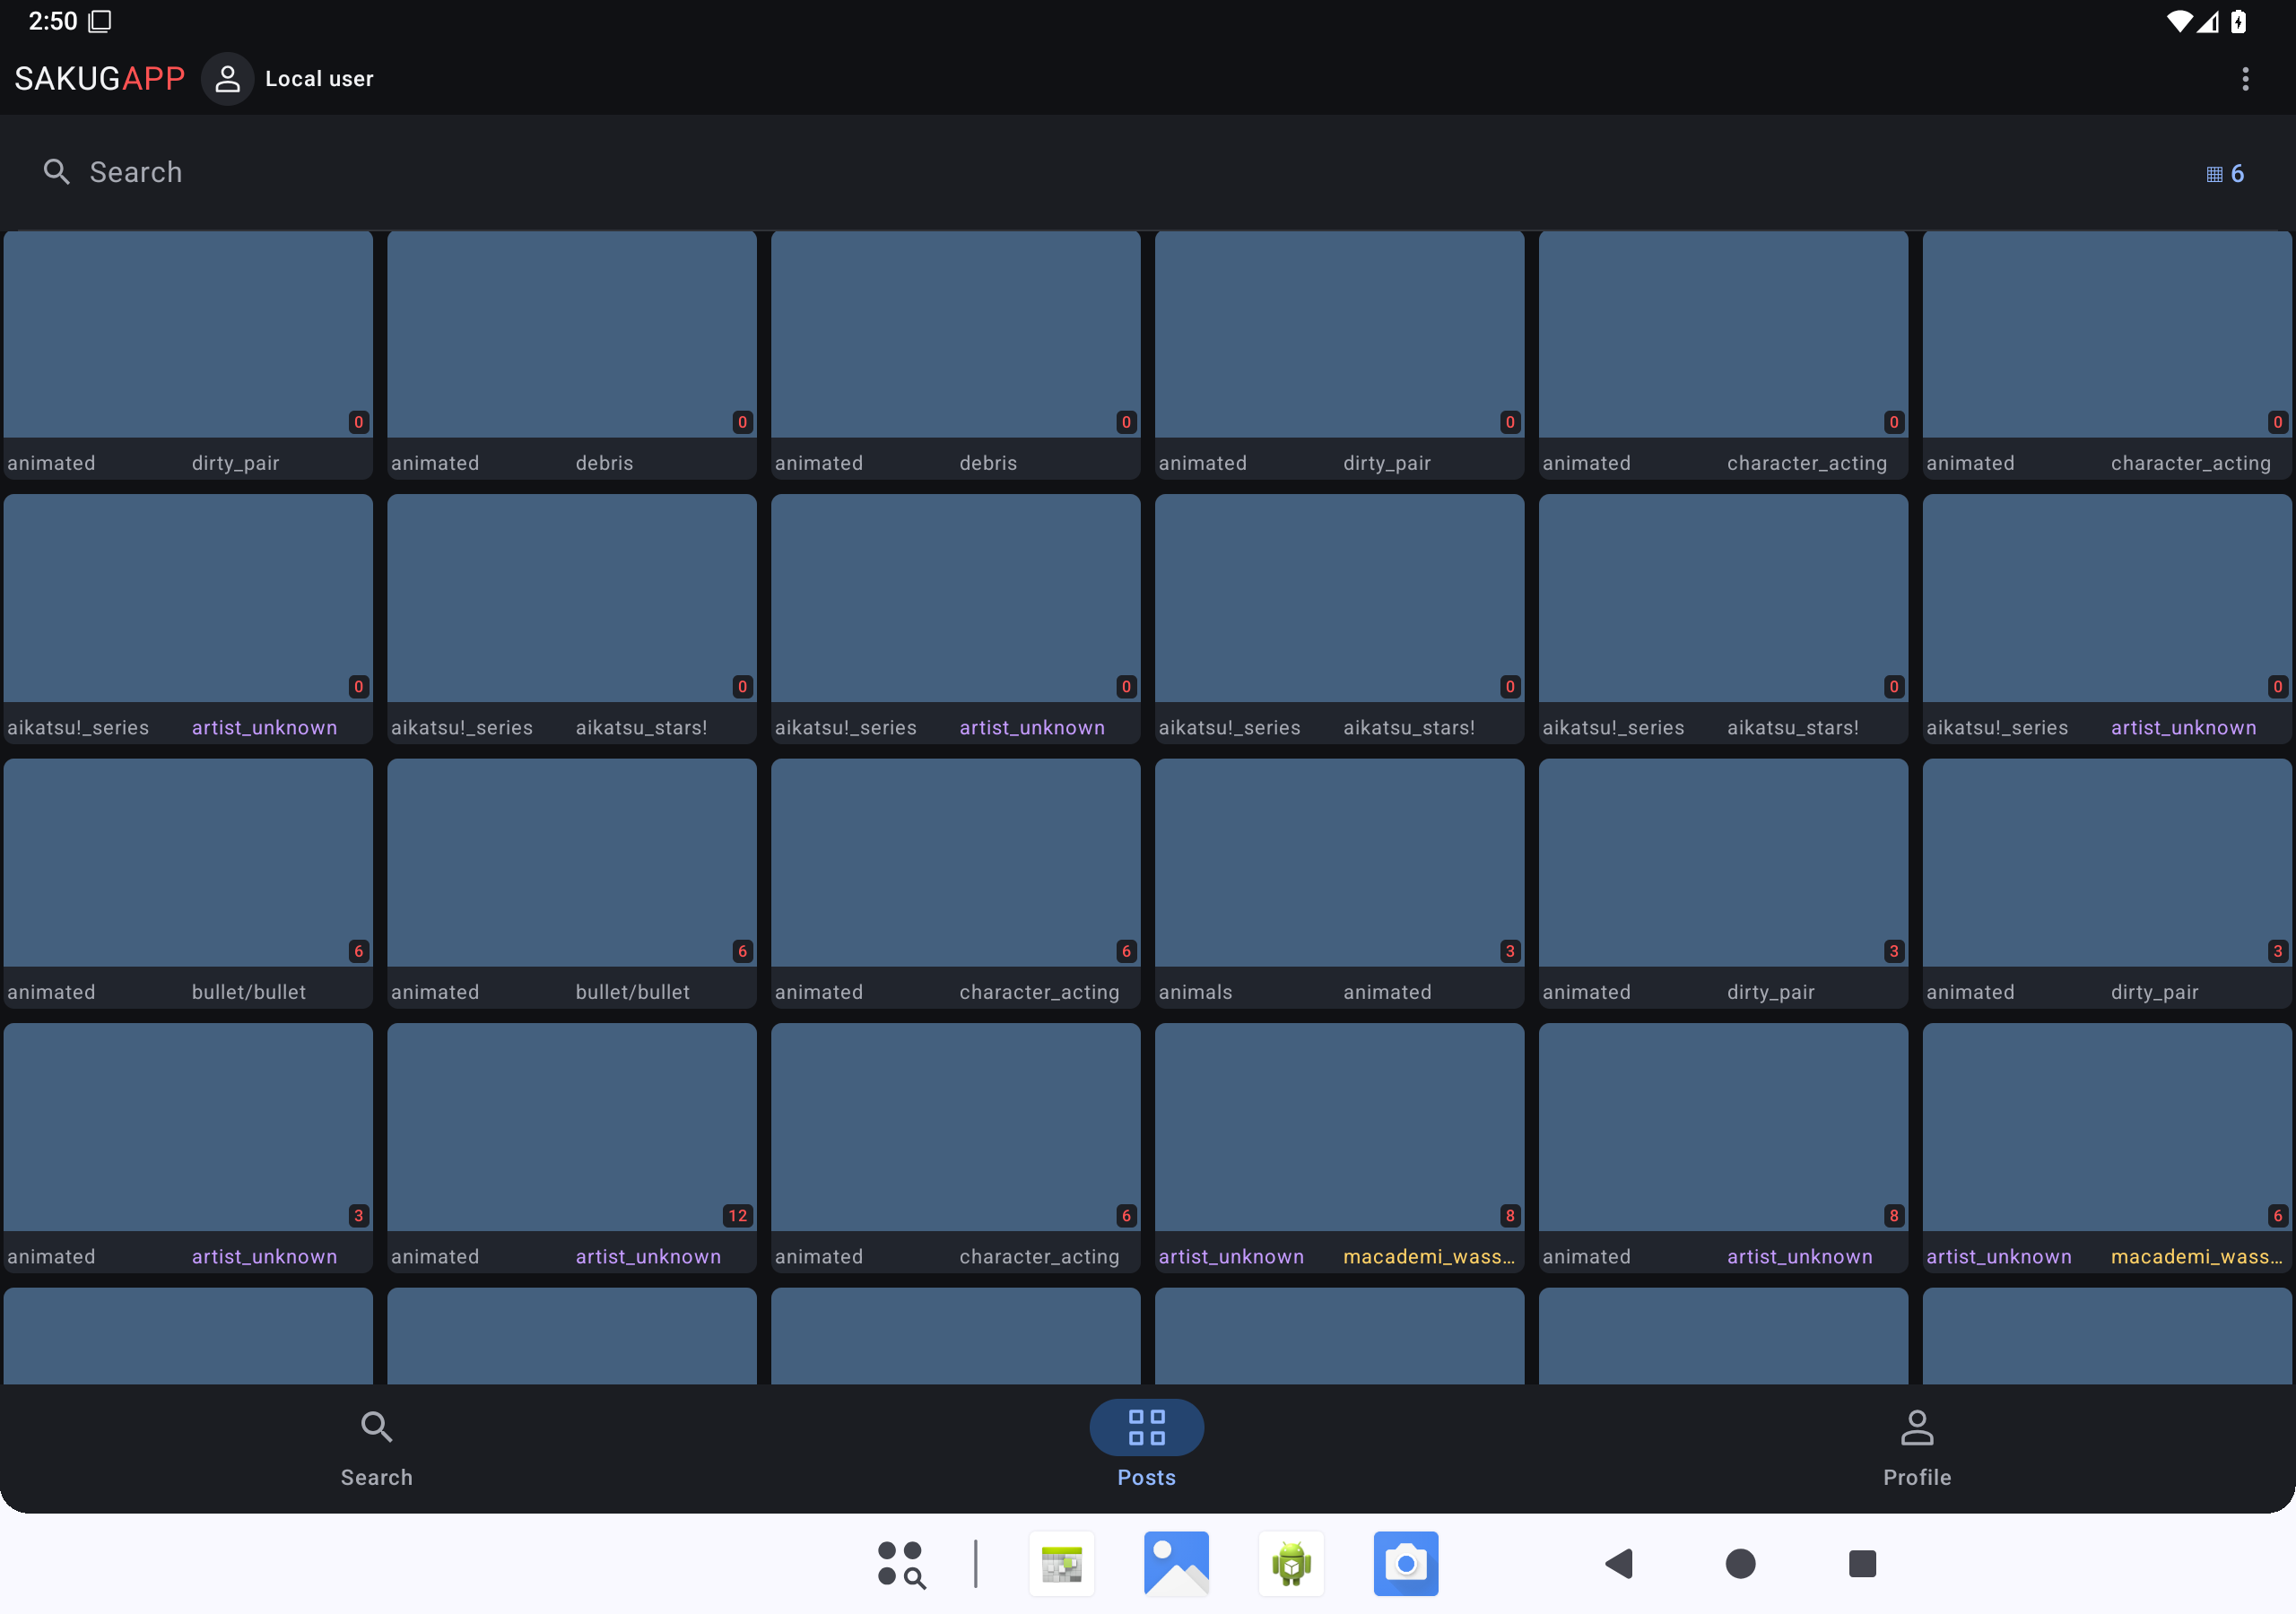 2:50
SAKUGAPP Local user
Search 6
0 0 0 0 0 0
animated dirty_pair animated debris animated debris animated dirty_pair animated character_acting animated character_acting
0 0 0 0 0 0
aikatsu!_series artist_unknown aikatsu!_series aikatsu_stars! aikatsu!_series artist_unknown aikatsu!_series aikatsu_stars! aikatsu!_series aikatsu_stars! aikatsu!_series artist_unknown
6 6 6 3 3 3
animated bullet/bullet animated bullet/bullet animated character_acting animals animated animated dirty_pair animated dirty_pair
3 12 6 8 8 6
animated artist_unknown animated artist_unknown animated character_acting artist_unknown macademi_wass... animated artist_unknown artist_unknown macademi_wass...
Search Posts Profile